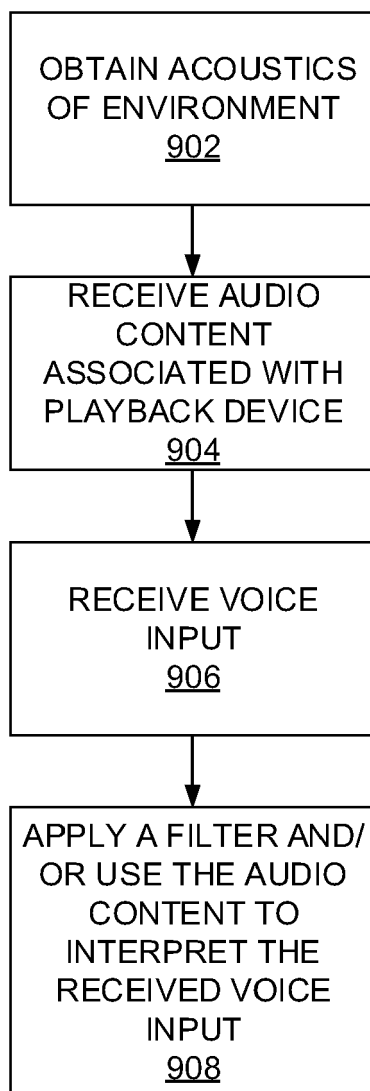 OBTAIN ACOUSTICS
OF ENVIRONMENT
902
RECEIVE AUDIO
CONTENT
ASSOCIATED WITH
PLAYBACK DEVICE
904
RECEIVE VOICE
INPUT
906
APPLY A FILTER AND/
OR USE THE AUDIO
CONTENT TO
INTERPRET THE
RECEIVED VOICE
INPUT
908